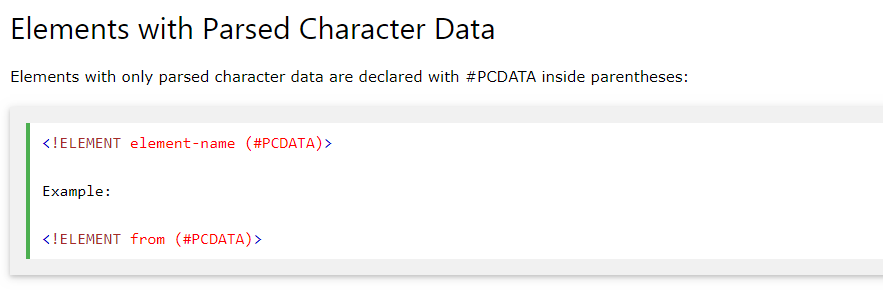 Elements with Parsed Character Data
Elements with only parsed character data are declared with #PCDATA inside parentheses:
<!ELEMENT element-name (#PCDATA)>
Example:
<!ELEMENT from (#PCDATA)>